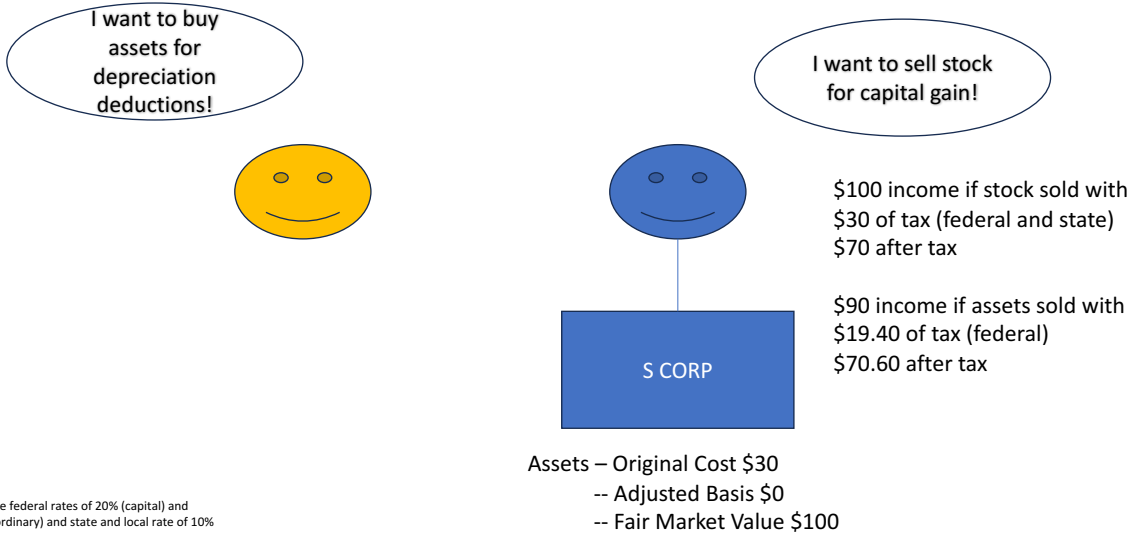 I want to buy
assets for
depreciation
deductions!
I want to sell stock
for capital gain!
$100 income if stock sold with
$30 of tax (federal and state)
$70 after tax
$90 income if assets sold with
$19.40 of tax (federal)
$70.60 after tax
S CORP
Assets – Original Cost $30
-- Adjusted Basis $0
-- Fair Market Value $100
e federal rates of 20% (capital) and
ordinary) and state and local rate of 10%